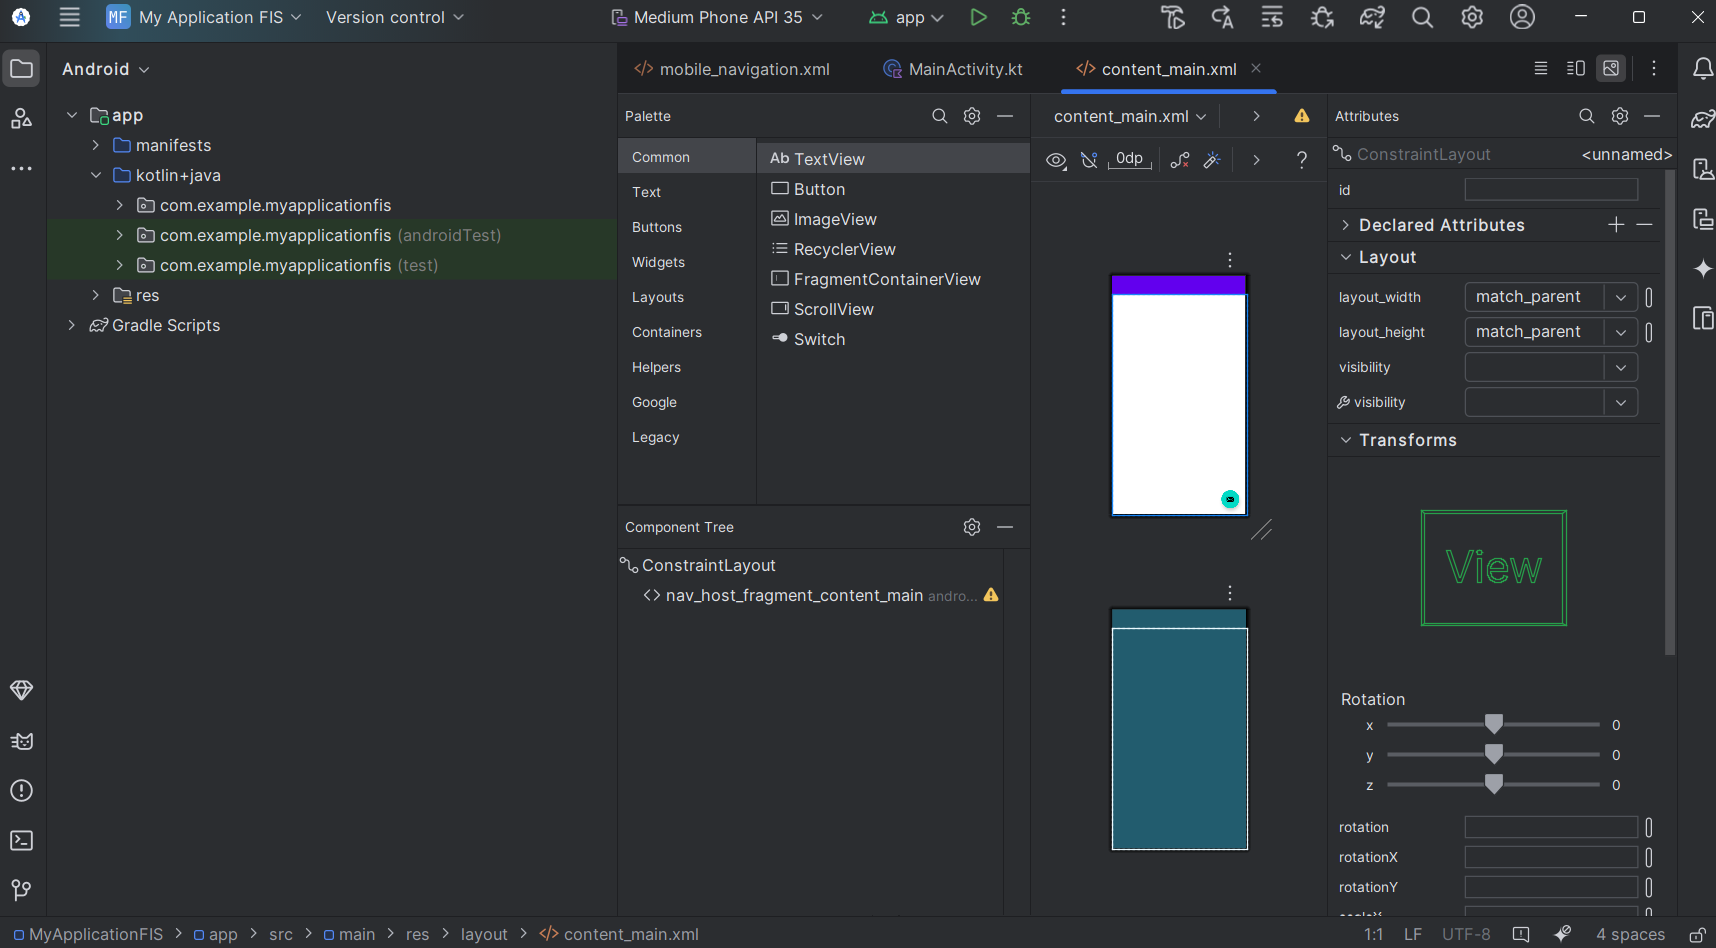 MF My Application FIS Version control Medium Phone API 35 app
Android
mobile_navigation.xml MainActivity.kt content_main.xml
app
manifests
kotlin+java
com.example.myapplicationfis
com.example.myapplicationfis (androidTest)
com.example.myapplicationfis (test)
res
Gradle Scripts
Palette
Common
Text
Buttons
Widgets
Layouts
Containers
Helpers
Google
Legacy
Ab TextView
Button
ImageView
RecyclerView
FragmentContainerView
ScrollView
Switch
Component Tree
ConstraintLayout
nav_host_fragment_content_main andro...
content_main.xml
0dp ?
Attributes
ConstraintLayout <unnamed>
id
Declared Attributes
Layout
layout_width match_parent
layout_height match_parent
visibility
visibility
Transforms
View
Rotation
x 0
y 0
z 0
rotation
rotationX
rotationY
MyApplicationFIS > app > src > main > res > layout > content_main.xml 1:1 LF UTF-8 4 spaces